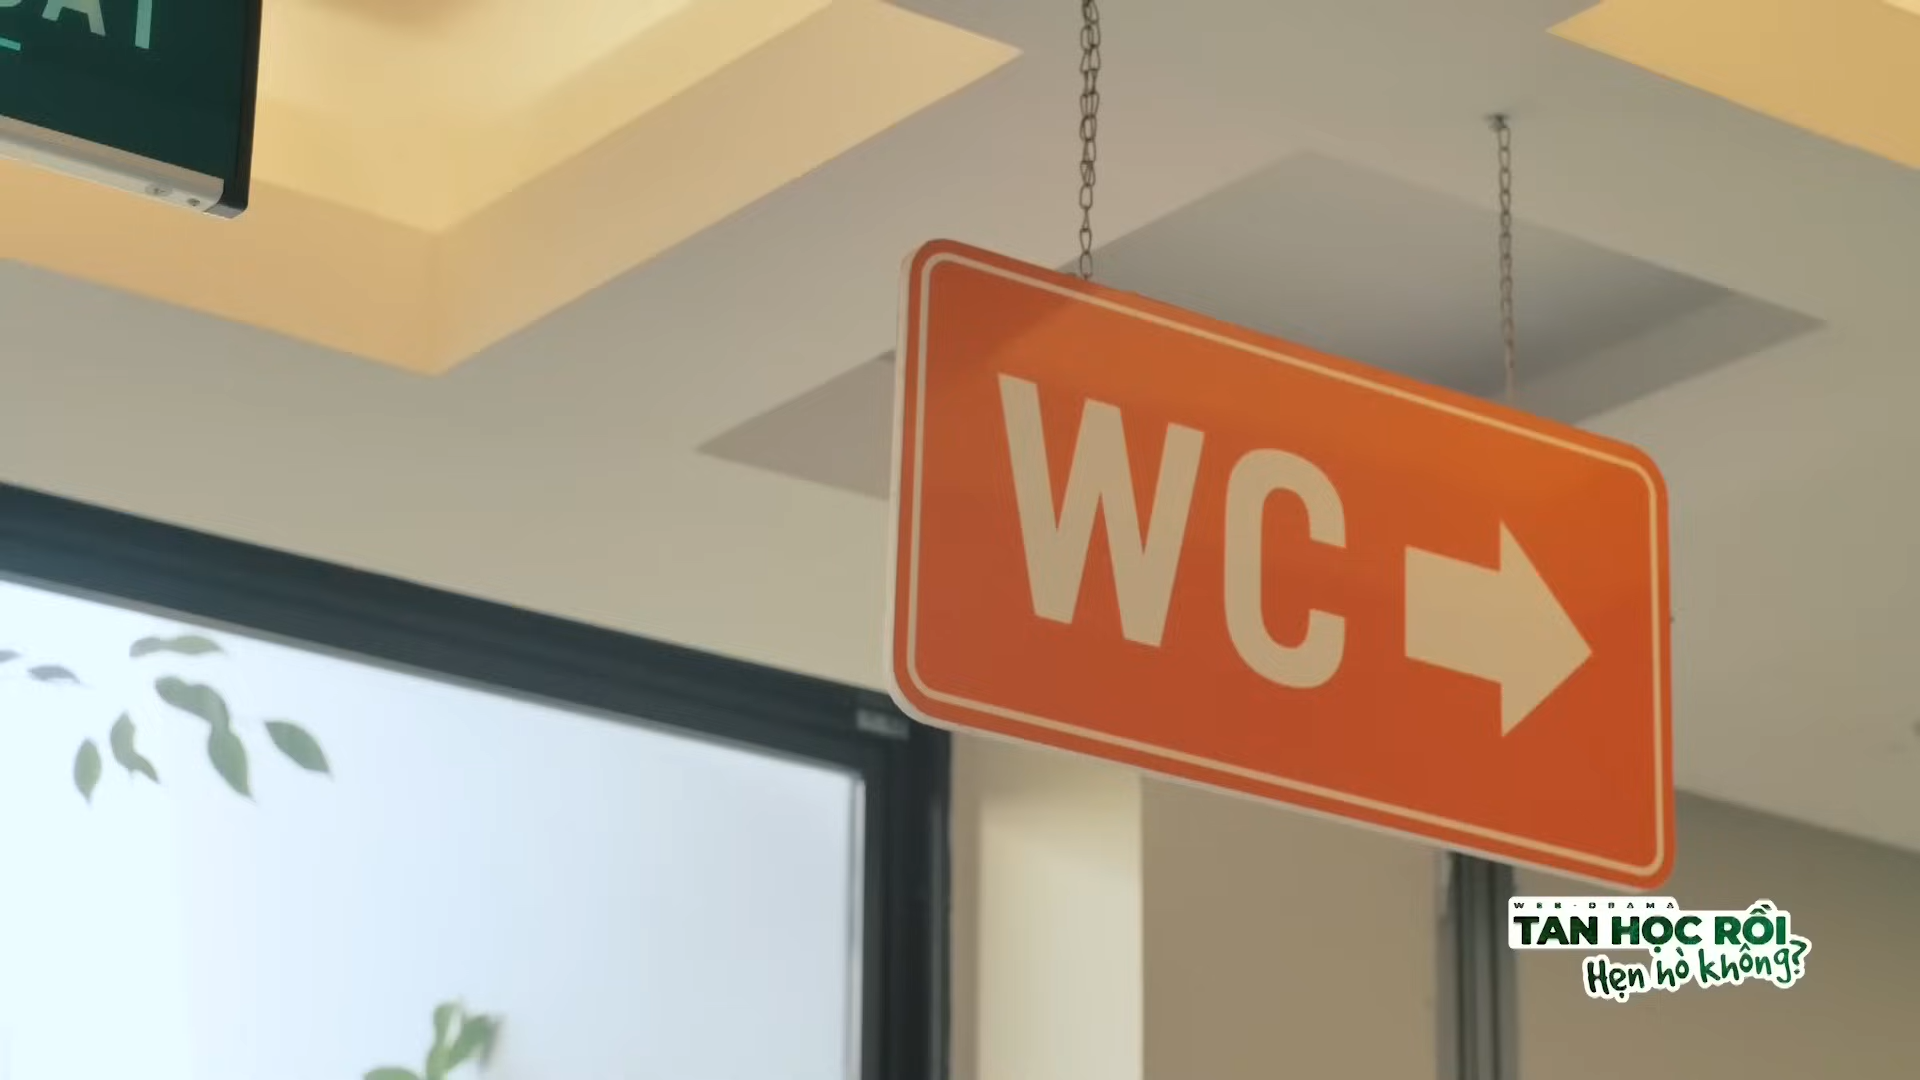 WC
WEB-DRAMA
TAN HỌC RỒI
Hẹn hò không?